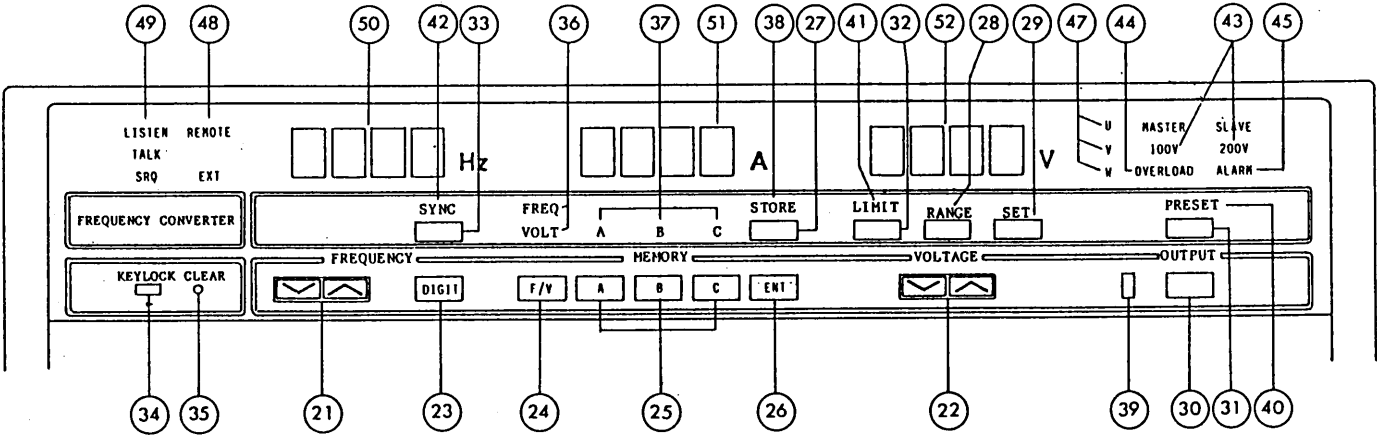 49 48 50 42 33 36 37 51 38 27 41 32 52 28 29 47 44 43 45
LISTEN REMOTE
TALK
SRQ EXT
Hz
A
V
U MASTER SLAVE
V 100V 200V
W OVERLOAD ALARM
FREQUENCY CONVERTER
SYNC FREQ STORE LIMIT RANGE SET PRESET
VOLT A B C
FREQUENCY MEMORY VOLTAGE OUTPUT
KEYLOCK CLEAR
DIGIT F/V A B C ENT
34 35 21 23 24 25 26 22 39 30 31 40